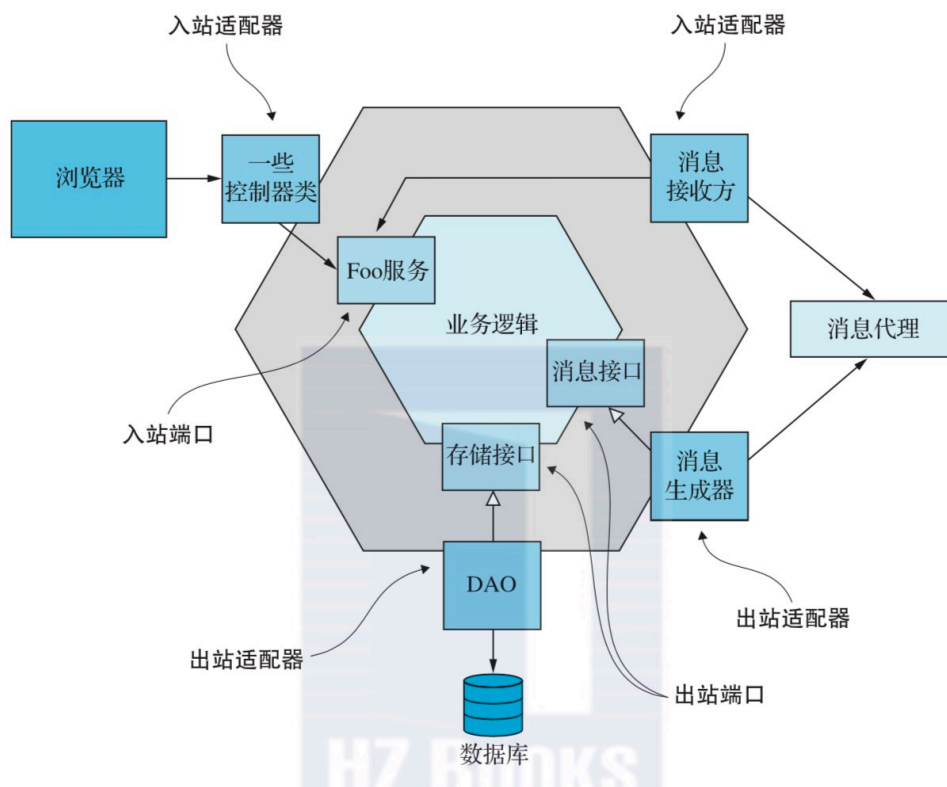 入站适配器
入站适配器
浏览器
一些
控制器类
消息
接收方
Foo服务
业务逻辑
消息代理
消息接口
入站端口
存储接口
消息
生成器
DAO
出站适配器
出站适配器
出站端口
数据库
HZ BOOKS